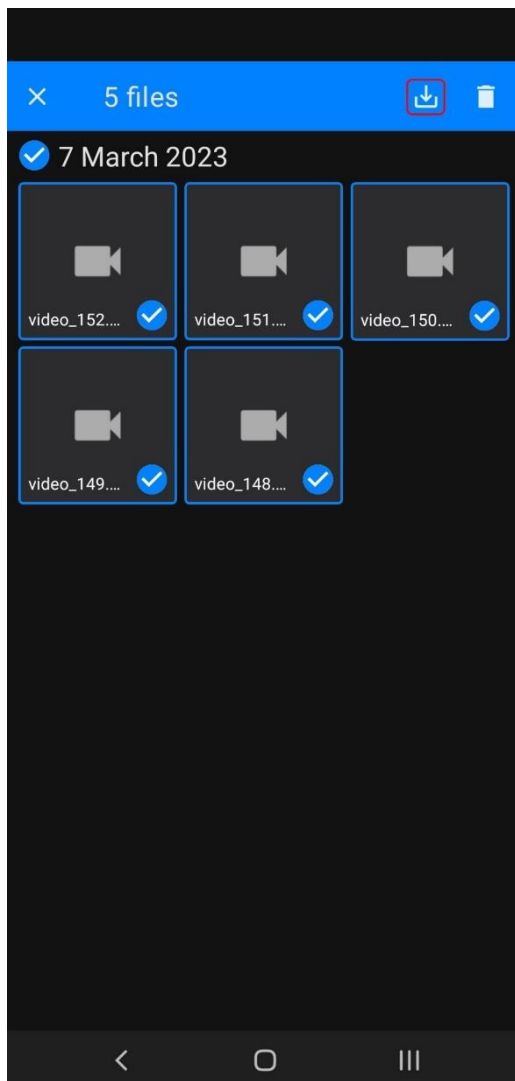 5 files
7 March 2023
video_152.... video_151.... video_150....
video_149.... video_148....